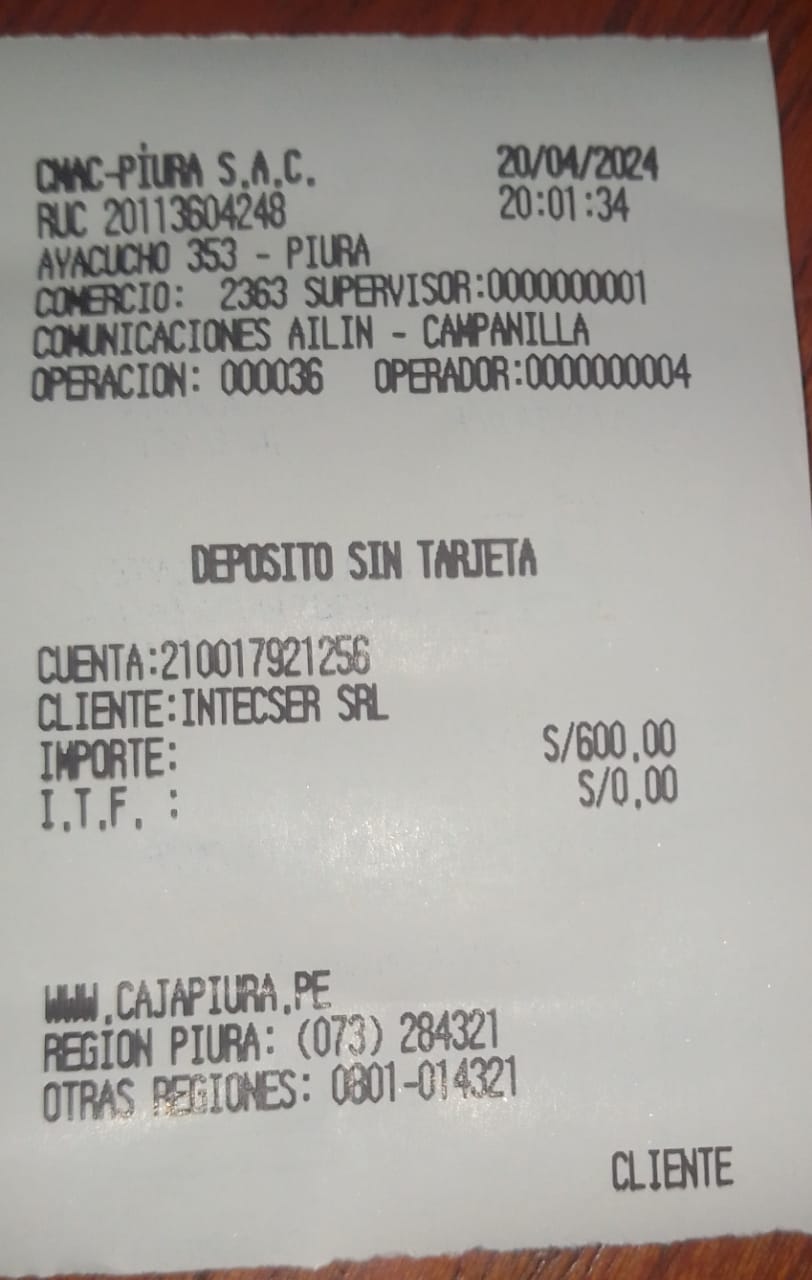 CMAC-PIURA S.A.C. 20/04/2024
RUC 20113604248 20:01:34
AYACUCHO 353 - PIURA
COMERCIO: 2363 SUPERVISOR:0000000001
COMUNICACIONES AILIN - CAMPANILLA
OPERACION: 000036 OPERADOR:0000000004
DEPOSITO SIN TARJETA
CUENTA:210017921256
CLIENTE:INTECSER SRL
IMPORTE: S/600.00
I.T.F. : S/0.00
WWW.CAJAPIURA.PE
REGION PIURA: (073) 284321
OTRAS REGIONES: 0801-014321
CLIENTE